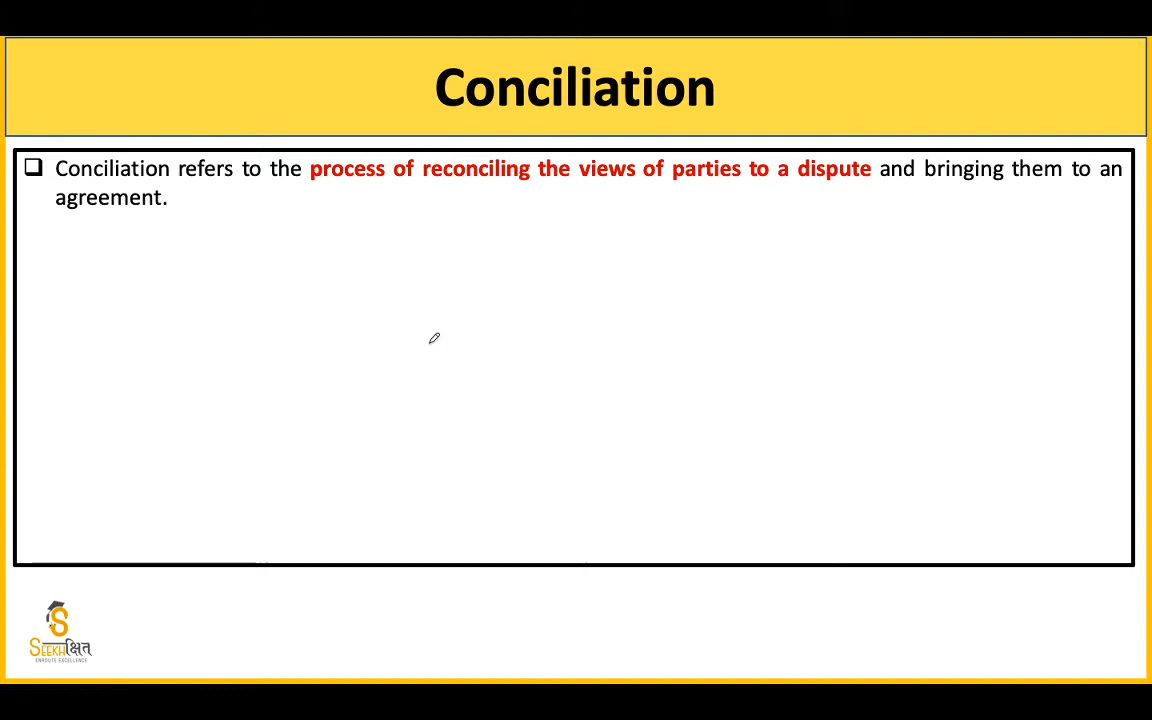 Conciliation
Conciliation refers to the process of reconciling the views of parties to a dispute and bringing them to an
agreement.
S
SEEKHक्षित
ENROUTE EXCELLENCE